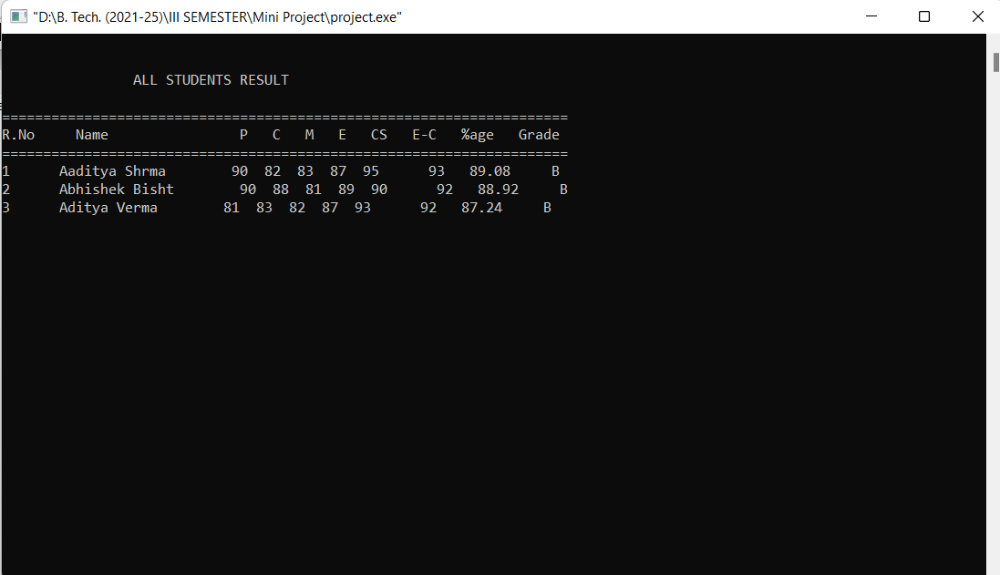 "D:\B. Tech. (2021-25)\III SEMESTER\Mini Project\project.exe"
ALL STUDENTS RESULT
=====================================================================
R.No     Name                P   C   M   E   CS   E-C   %age   Grade
=====================================================================
1      Aaditya Shrma        90  82  83  87  95      93   89.08     B
2      Abhishek Bisht        90  88  81  89  90      92   88.92     B
3      Aditya Verma        81  83  82  87  93      92   87.24     B